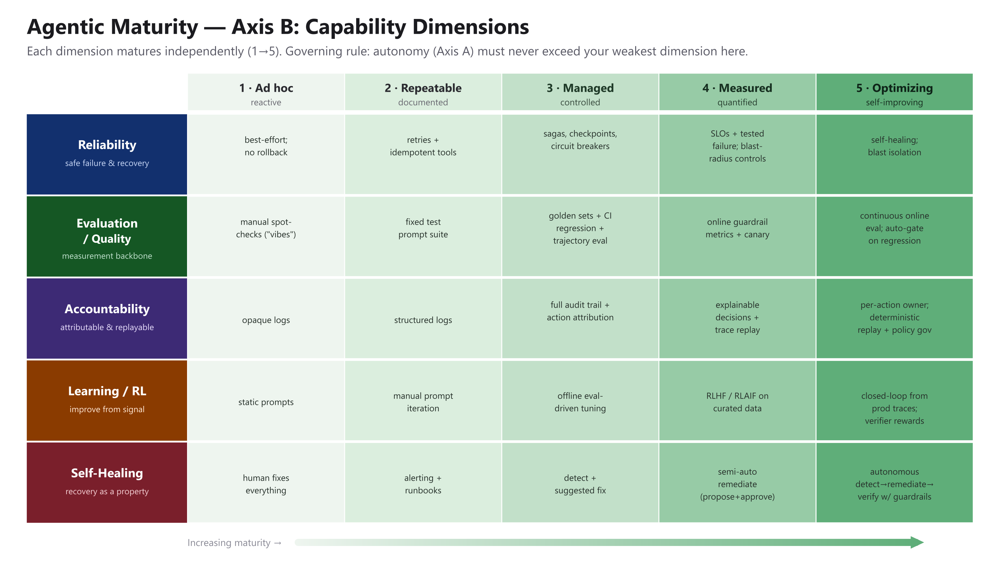 Agentic Maturity — Axis B: Capability Dimensions
Each dimension matures independently (1→5). Governing rule: autonomy (Axis A) must never exceed your weakest dimension here.
1 · Ad hoc
reactive
2 · Repeatable
documented
3 · Managed
controlled
4 · Measured
quantified
5 · Optimizing
self-improving
Reliability
safe failure & recovery
best-effort;
no rollback
retries +
idempotent tools
sagas, checkpoints,
circuit breakers
SLOs + tested
failure; blast-
radius controls
self-healing;
blast isolation
Evaluation
/ Quality
measurement backbone
manual spot-
checks ("vibes")
fixed test
prompt suite
golden sets + CI
regression +
trajectory eval
online guardrail
metrics + canary
continuous online
eval; auto-gate
on regression
Accountability
attributable & replayable
opaque logs
structured logs
full audit trail +
action attribution
explainable
decisions +
trace replay
per-action owner;
deterministic
replay + policy gov
Learning / RL
improve from signal
static prompts
manual prompt
iteration
offline eval-
driven tuning
RLHF / RLAIF on
curated data
closed-loop from
prod traces;
verifier rewards
Self-Healing
recovery as a property
human fixes
everything
alerting +
runbooks
detect +
suggested fix
semi-auto
remediate
(propose+approve)
autonomous
detect→remediate→
verify w/ guardrails
Increasing maturity →